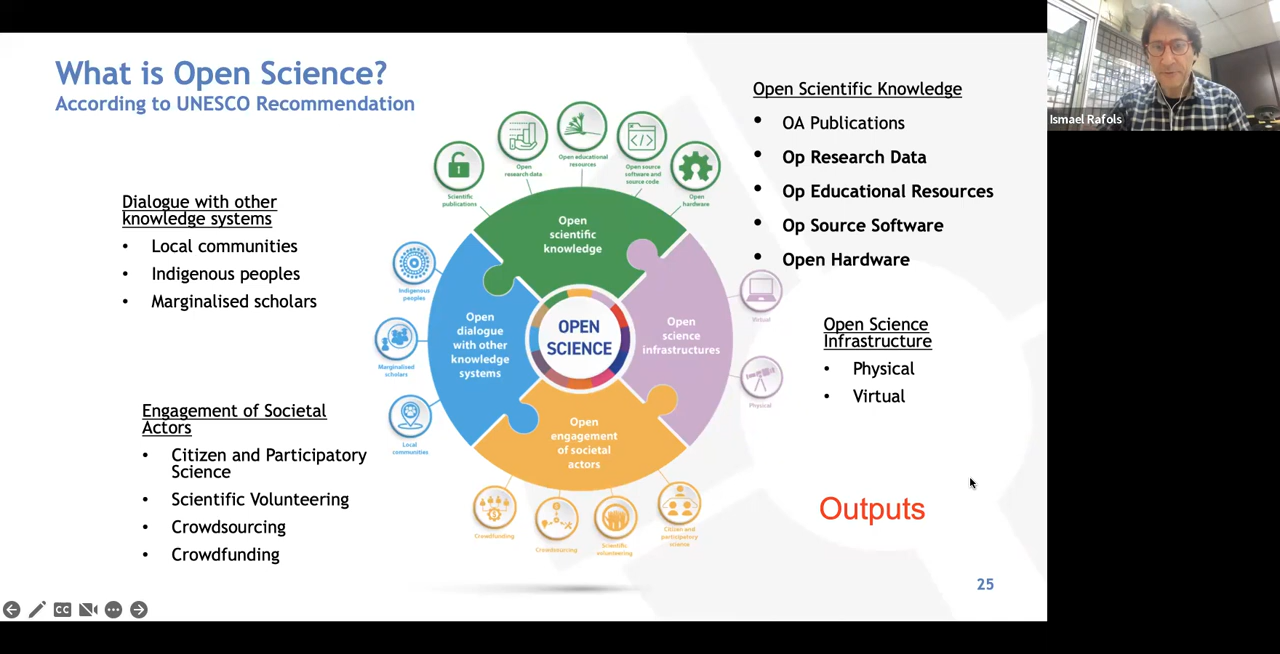 What is Open Science?
According to UNESCO Recommendation
Open Scientific Knowledge
OA Publications
Op Research Data
Op Educational Resources
Op Source Software
Open Hardware
Ismael Rafols
Dialogue with other
knowledge systems
Local communities
Indigenous peoples
Marginalised scholars
Engagement of Societal
Actors
Citizen and Participatory
Science
Scientific Volunteering
Crowdsourcing
Crowdfunding
Scientific
publications
Open
research data
Open educational
resources
Open source
software and
source code
Open
hardware
Open
scientific
knowledge
Indigenous
peoples
Marginalised
scholars
Local
communities
Open
dialogue
with other
knowledge
systems
OPEN
SCIENCE
Open
science
infrastructures
Virtual
Physical
Open
engagement
of societal
actors
Crowdfunding
Crowdsourcing
Scientific
volunteering
Citizen and
participatory
science
Open Science
Infrastructure
Physical
Virtual
Outputs
25
CC